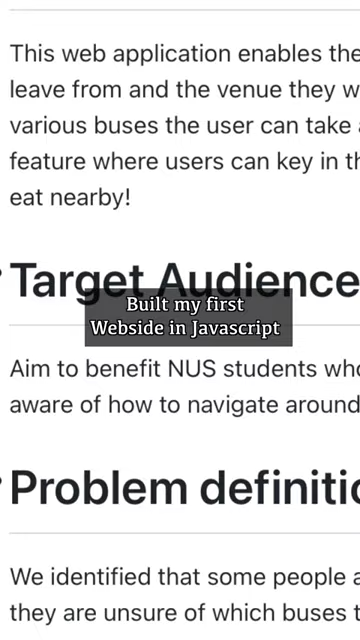 This web application enables the
leave from and the venue they w
various buses the user can take
feature where users can key in th
eat nearby!
Target Audience
Built my first
Webside in Javascript
Aim to benefit NUS students who
aware of how to navigate around
Problem definitio
We identified that some people a
they are unsure of which buses t